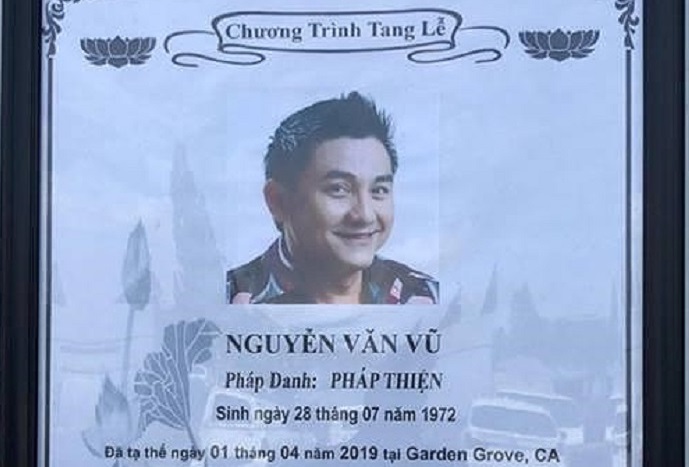 Chương Trình Tang Lễ
NGUYỄN VĂN VŨ
Pháp Danh: PHÁP THIỆN
Sinh ngày 28 tháng 07 năm 1972
Đã tạ thế ngày 01 tháng 04 năm 2019 tại Garden Grove, CA